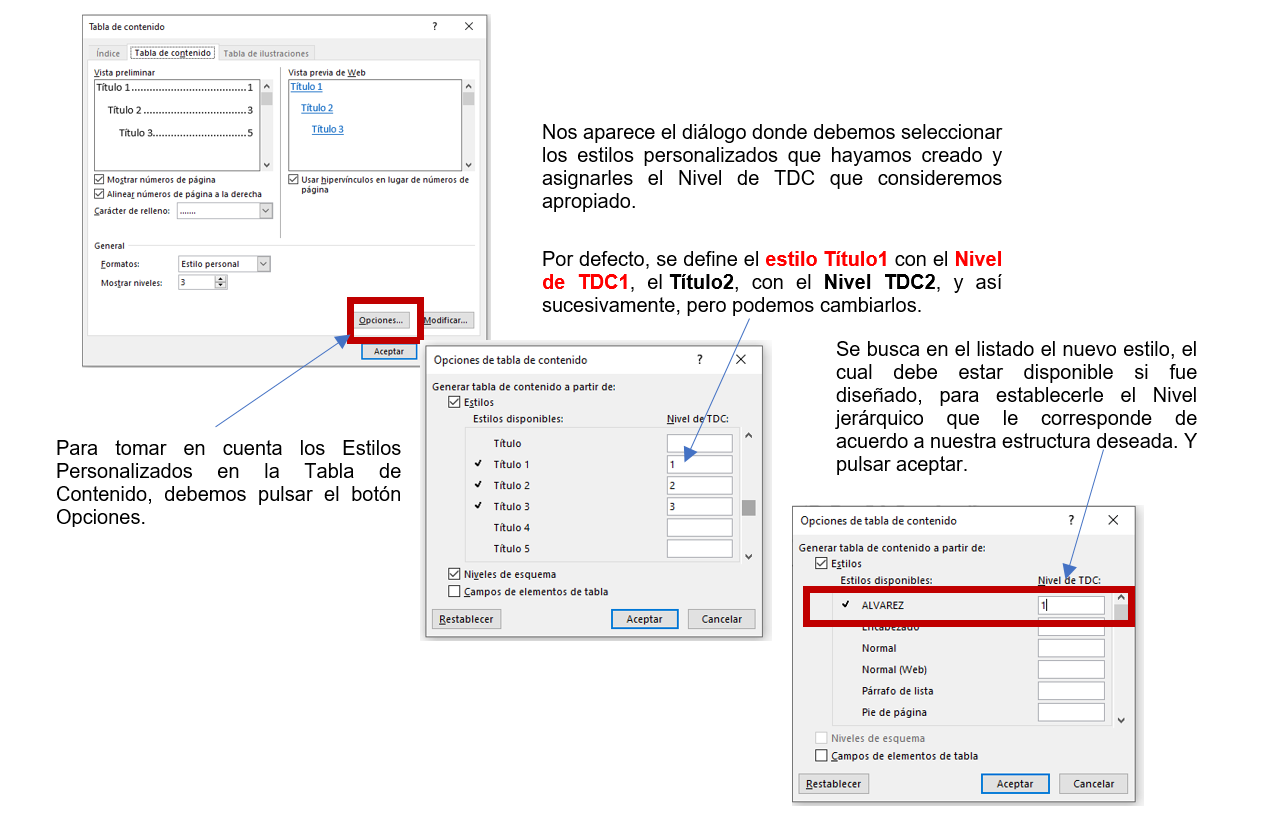 Tabla de contenido ? ×
Índice Tabla de contenido Tabla de ilustraciones
Vista preliminar
Título 1.......................................1
Título 2...................................3
Título 3................................5
Vista previa de Web
Título 1
Título 2
Título 3
Mostrar números de página
Alinear números de página a la derecha
Carácter de relleno: .......
Usar hipervínculos en lugar de números de
página
General
Formatos: Estilo personal
Mostrar niveles: 3
Opciones... Modificar...
Aceptar
Para tomar en cuenta los Estilos
Personalizados en la Tabla de
Contenido, debemos pulsar el botón
Opciones.
Nos aparece el diálogo donde debemos seleccionar
los estilos personalizados que hayamos creado y
asignarles el Nivel de TDC que consideremos
apropiado.
Por defecto, se define el estilo Título1 con el Nivel
de TDC1, el Título2, con el Nivel TDC2, y así
sucesivamente, pero podemos cambiarlos.
Opciones de tabla de contenido ? ×
Generar tabla de contenido a partir de:
Estilos
Estilos disponibles: Nivel de TDC:
Título
Título 1 1
Título 2 2
Título 3 3
Título 4
Título 5
Niveles de esquema
Campos de elementos de tabla
Restablecer Aceptar Cancelar
Se busca en el listado el nuevo estilo, el
cual debe estar disponible si fue
diseñado, para establecerle el Nivel
jerárquico que le corresponde de
acuerdo a nuestra estructura deseada. Y
pulsar aceptar.
Opciones de tabla de contenido ? ×
Generar tabla de contenido a partir de:
Estilos
Estilos disponibles: Nivel de TDC:
ALVAREZ 1
Encabezado
Normal
Normal (Web)
Párrafo de lista
Pie de página
Niveles de esquema
Campos de elementos de tabla
Restablecer Aceptar Cancelar